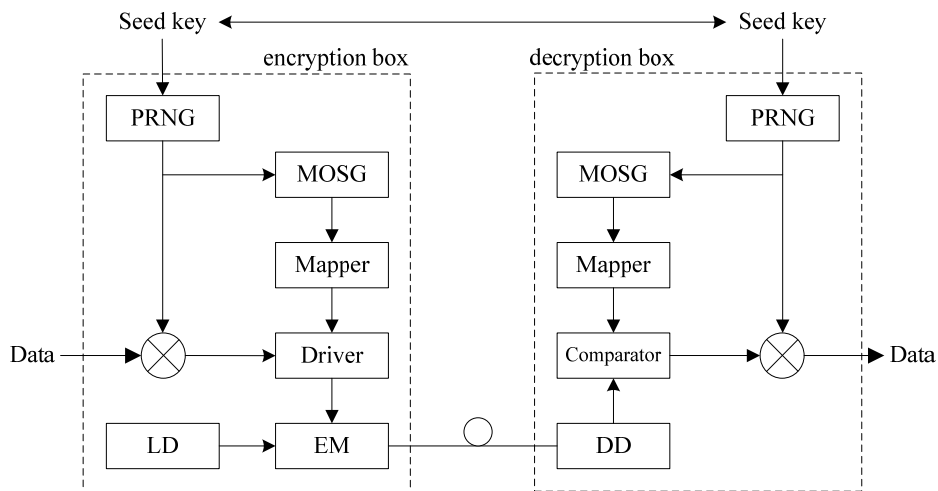 Seed key
Seed key
encryption box
decryption box
PRNG
PRNG
MOSG
MOSG
Mapper
Mapper
Data
Driver
Comparator
Data
LD
EM
DD